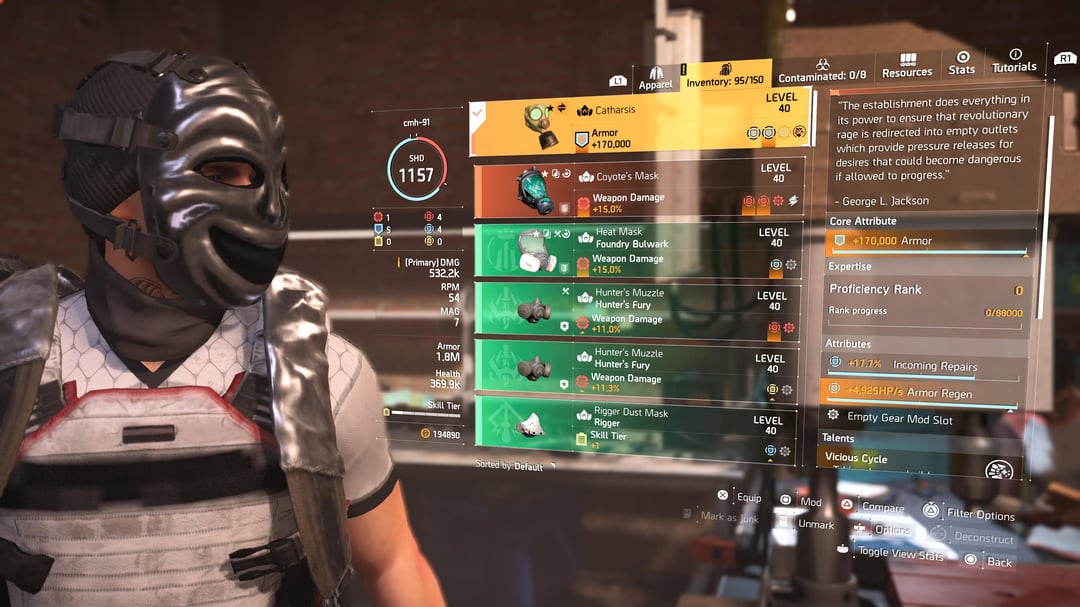 L1
Apparel
Inventory: 95/150
Contaminated: 0/8
Resources
Stats
Tutorials
R1
cmh-91
SHD
1157
1 4
5 4
0 0
[Primary] DMG
532.2k
RPM
54
MAG
7
Armor
1.8M
Health
369.9k
Skill Tier
194890
Catharsis
LEVEL
40
Armor
+170,000
Coyote's Mask
LEVEL
40
Weapon Damage
+15.0%
Heat Mask
Foundry Bulwark
LEVEL
40
Weapon Damage
+15.0%
Hunter's Muzzle
Hunter's Fury
LEVEL
40
Weapon Damage
+11.0%
Hunter's Muzzle
Hunter's Fury
LEVEL
40
Weapon Damage
+11.3%
Rigger Dust Mask
Rigger
LEVEL
40
Skill Tier
+1
Sorted by: Default
"The establishment does everything in
its power to ensure that revolutionary
rage is redirected into empty outlets
which provide pressure releases for
desires that could become dangerous
if allowed to progress."
- George L. Jackson
Core Attribute
+170,000 Armor
Expertise
Proficiency Rank 0
Rank progress 0/88000
Attributes
+17.7% Incoming Repairs
+4,925HP/s Armor Regen
Empty Gear Mod Slot
Talents
Vicious Cycle
Equip
Mod
Compare
Filter Options
Mark as Junk
Unmark
Options
Deconstruct
Toggle View Stats
Back